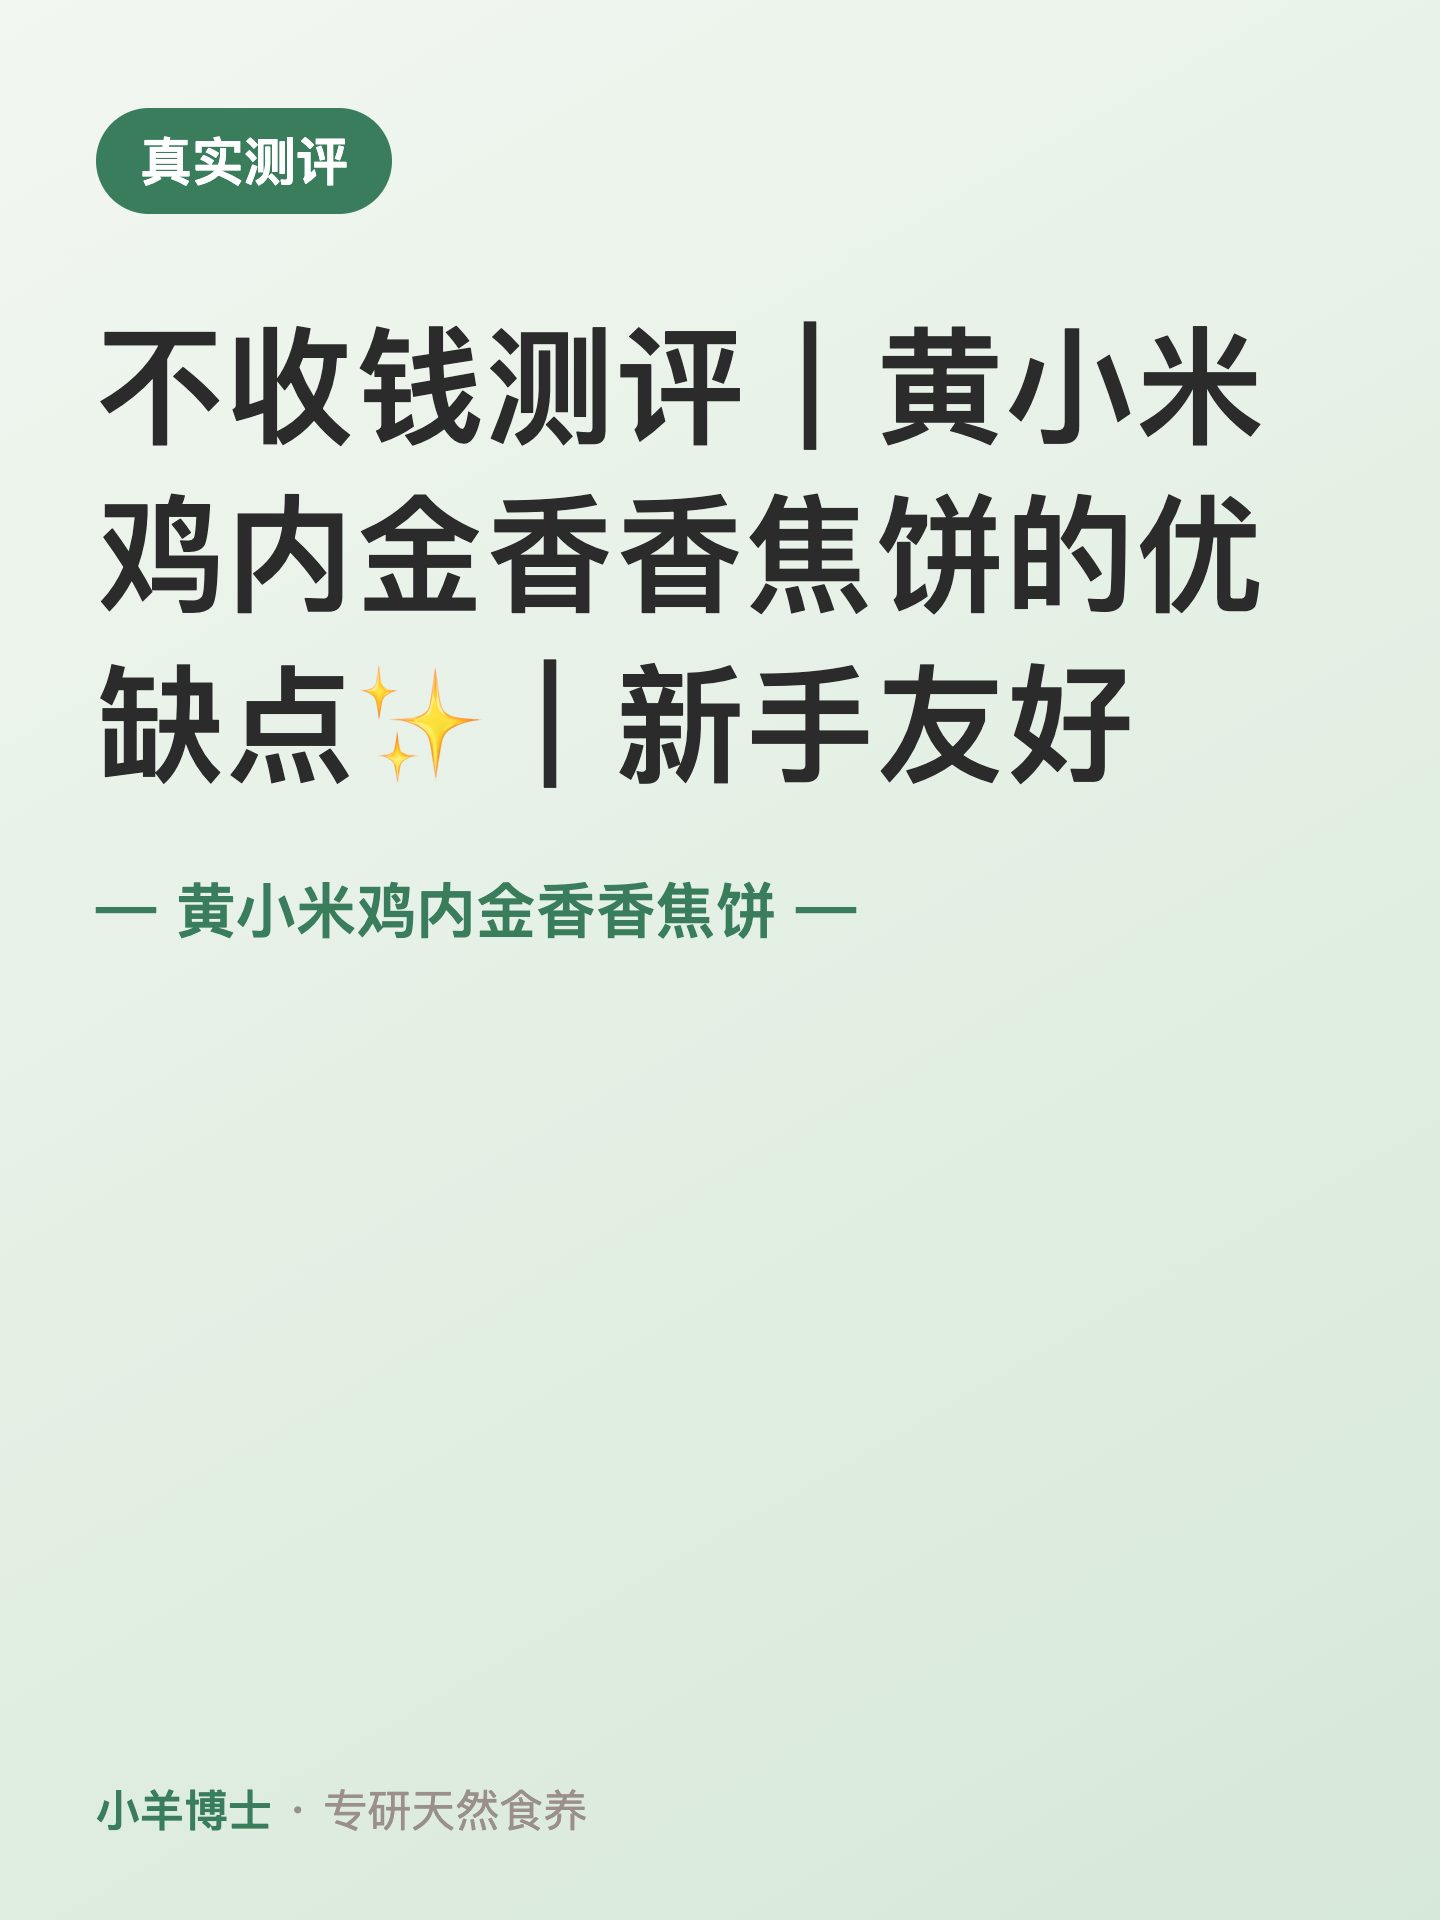 真实测评
不收钱测评｜黄小米
鸡内金香香焦饼的优
缺点✨｜新手友好
— 黄小米鸡内金香香焦饼 —
小羊博士 · 专研天然食养